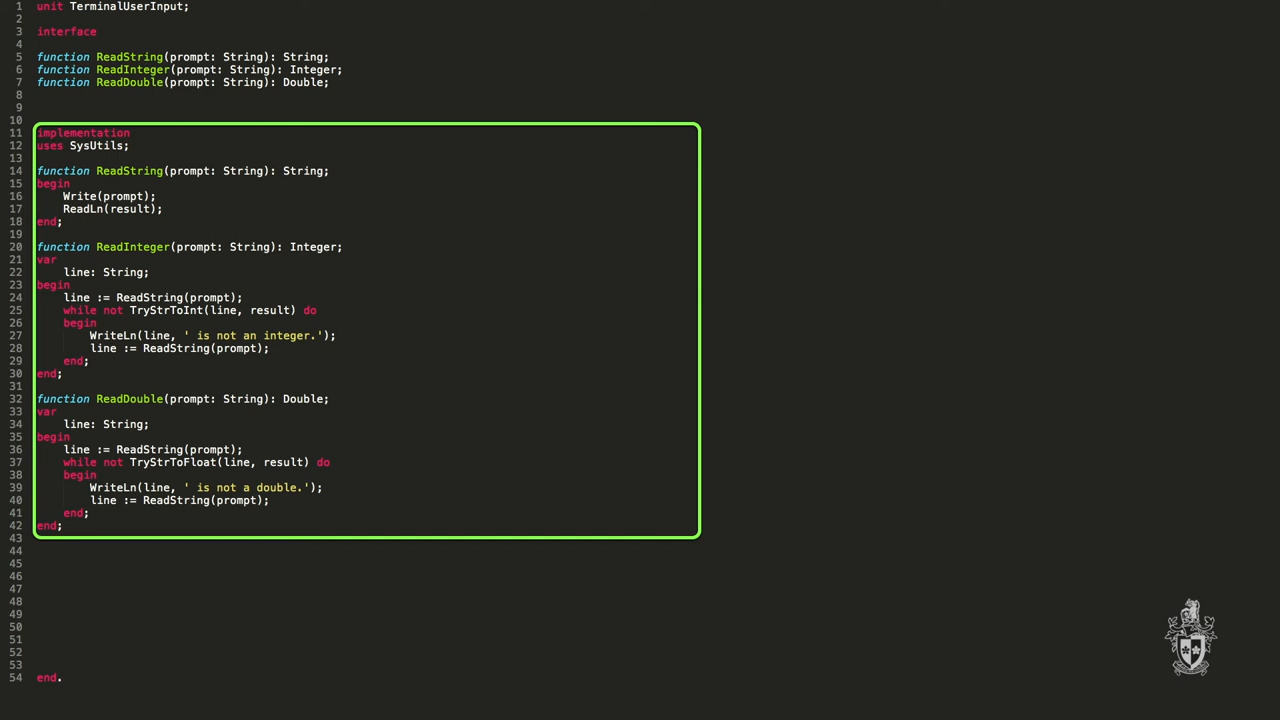 1 unit TerminalUserInput;
2
3 interface
4
5 function ReadString(prompt: String): String;
6 function ReadInteger(prompt: String): Integer;
7 function ReadDouble(prompt: String): Double;
8
9
10
11 implementation
12 uses SysUtils;
13
14 function ReadString(prompt: String): String;
15 begin
16     Write(prompt);
17     ReadLn(result);
18 end;
19
20 function ReadInteger(prompt: String): Integer;
21 var
22     line: String;
23 begin
24     line := ReadString(prompt);
25     while not TryStrToInt(line, result) do
26     begin
27         WriteLn(line, ' is not an integer.');
28         line := ReadString(prompt);
29     end;
30 end;
31
32 function ReadDouble(prompt: String): Double;
33 var
34     line: String;
35 begin
36     line := ReadString(prompt);
37     while not TryStrToFloat(line, result) do
38     begin
39         WriteLn(line, ' is not a double.');
40         line := ReadString(prompt);
41     end;
42 end;
43
44
45
46
47
48
49
50
51
52
53
54 end.